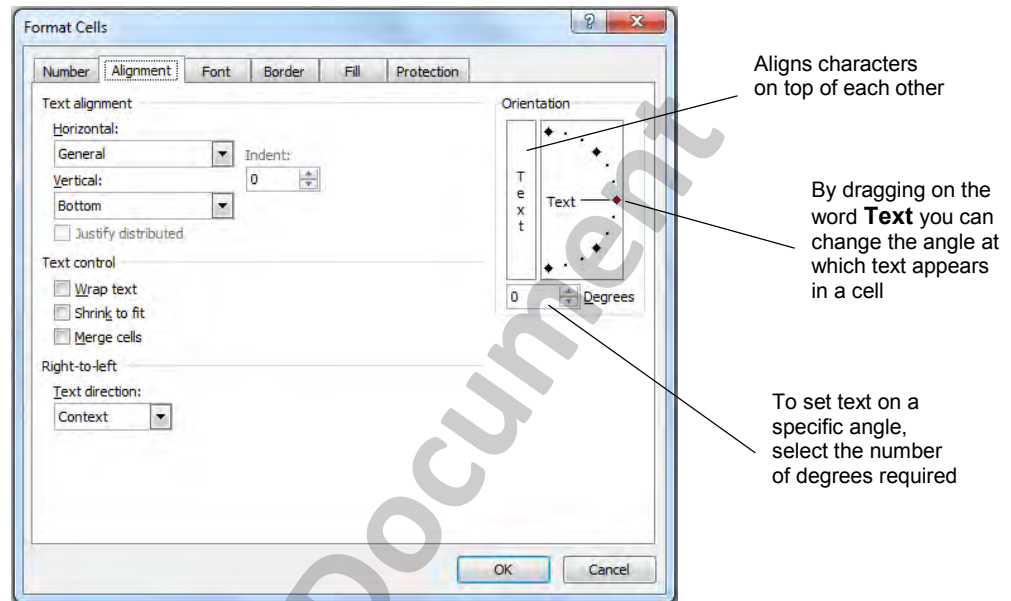 Format Cells
Number Alignment Font Border Fill Protection
Text alignment
Horizontal:
General
Indent:
0
Vertical:
Bottom
Justify distributed
Text control
Wrap text
Shrink to fit
Merge cells
Right-to-left
Text direction:
Context
Orientation
T
e
x
t
Text
0 Degrees
OK Cancel
Aligns characters
on top of each other
By dragging on the
word Text you can
change the angle at
which text appears
in a cell
To set text on a
specific angle,
select the number
of degrees required
Document